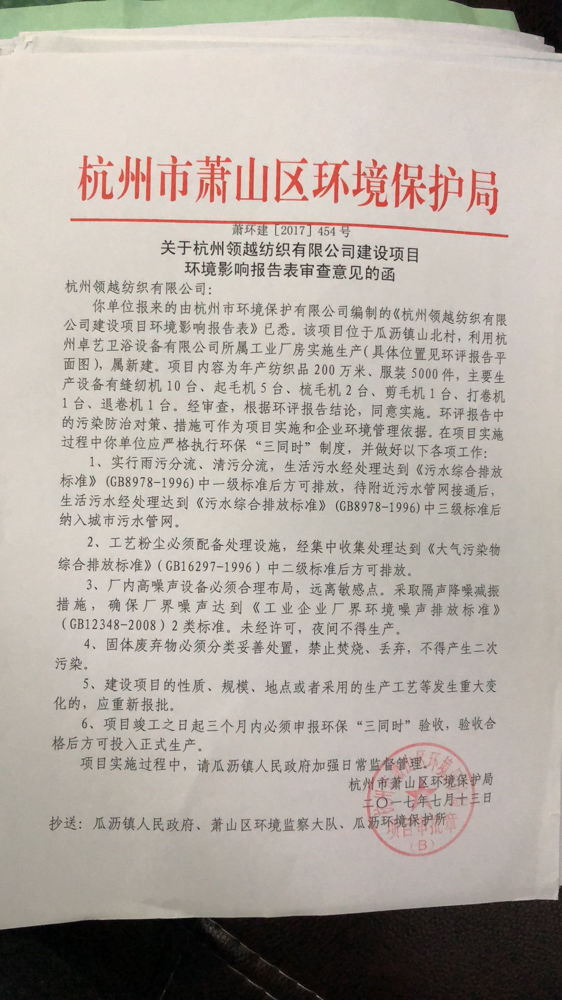 杭州市萧山区环境保护局
萧环建［2017］454 号
关于杭州领越纺织有限公司建设项目
环境影响报告表审查意见的函
杭州领越纺织有限公司：
你单位报来的由杭州市环境保护有限公司编制的《杭州领越纺织有限
公司建设项目环境影响报告表》已悉。该项目位于瓜沥镇山北村，利用杭
州卓艺卫浴设备有限公司所属工业厂房实施生产(具体位置见环评报告平
面图)，属新建。项目内容为年产纺织品 200 万米、服装 5000 件，主要生
产设备有缝纫机 10 台、起毛机 5 台、梳毛机 2 台、剪毛机 1 台、打卷机
1 台、退卷机 1 台。经审查，根据环评报告结论，同意实施。环评报告中
的污染防治对策、措施可作为项目实施和企业环境管理依据。在项目实施
过程中你单位应严格执行环保“三同时”制度，并做好以下各项工作：
1、实行雨污分流、清污分流，生活污水经处理达到《污水综合排放
标准》(GB8978-1996)中一级标准后方可排放，待附近污水管网接通后，
生活污水经处理达到《污水综合排放标准》(GB8978-1996)中三级标准后
纳入城市污水管网。
2、工艺粉尘必须配备处理设施，经集中收集处理达到《大气污染物
综合排放标准》（GB16297-1996）中二级标准后方可排放。
3、厂内高噪声设备必须合理布局，远离敏感点。采取隔声降噪减振
措施，确保厂界噪声达到《工业企业厂界环境噪声排放标准》
（GB12348-2008）2 类标准。未经许可，夜间不得生产。
4、固体废弃物必须分类妥善处置，禁止焚烧、丢弃，不得产生二次
污染。
5、建设项目的性质、规模、地点或者采用的生产工艺等发生重大变
化的，应重新报批。
6、项目竣工之日起三个月内必须申报环保“三同时”验收，验收合
格后方可投入正式生产。
项目实施过程中，请瓜沥镇人民政府加强日常监督管理。
杭州市萧山区环境保护局
二〇一七年七月十三日
抄送：瓜沥镇人民政府、萧山区环境监察大队、瓜沥环境保护所
项目审批章
（B）